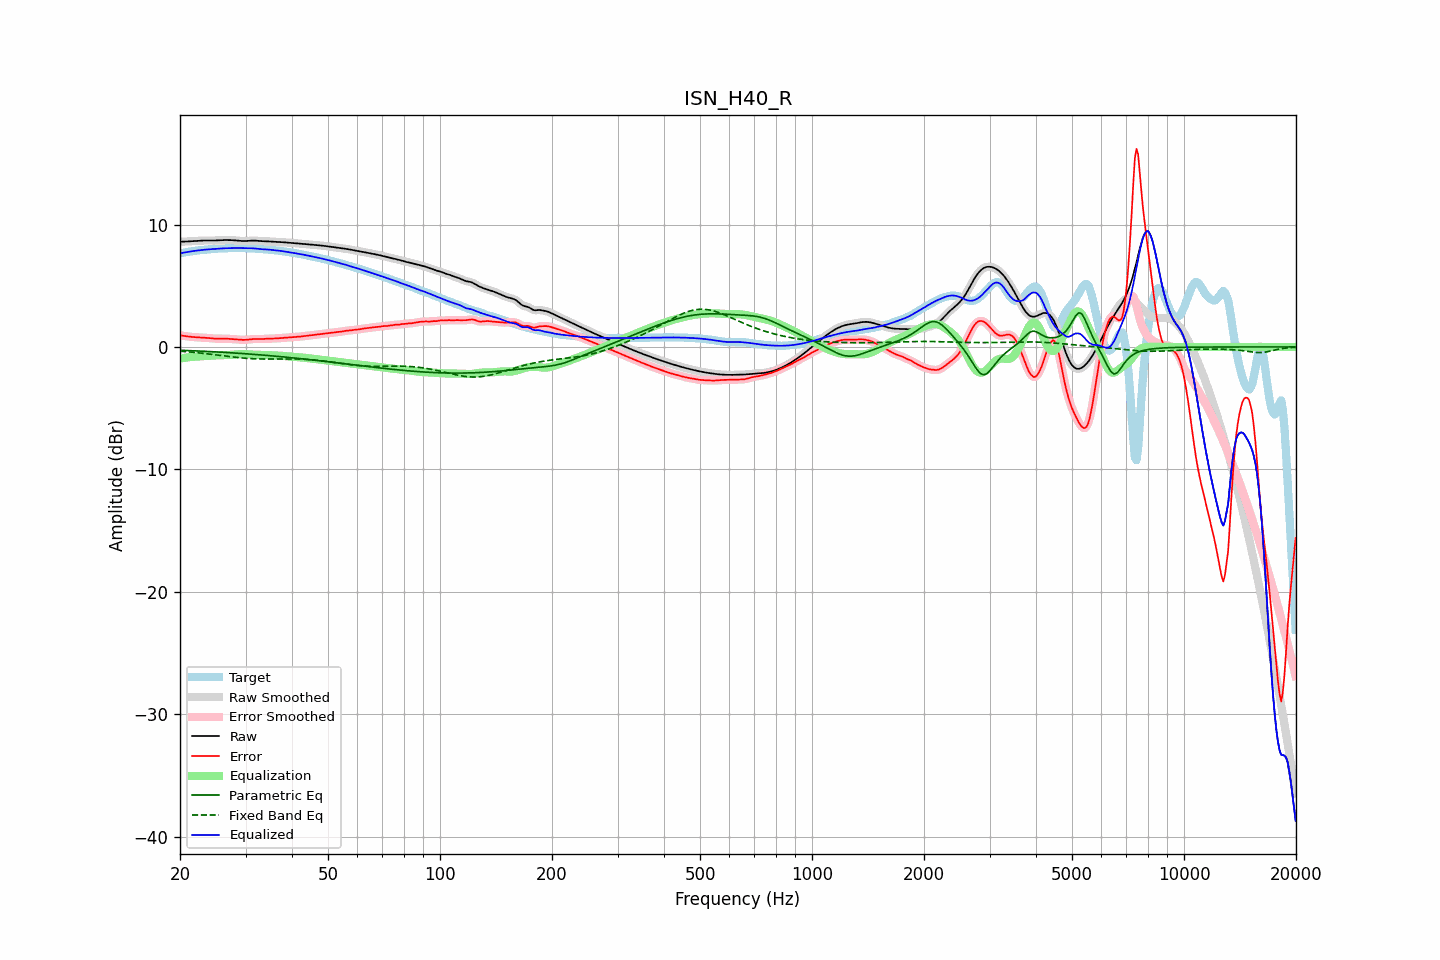 ISN_H40_R
Amplitude (dBr)
10
0
−10
−20
−30
−40
Target
Raw Smoothed
Error Smoothed
Raw
Error
Equalization
Parametric Eq
Fixed Band Eq
Equalized
20 50 100 200 500 1000 2000 5000 10000 20000
Frequency (Hz)